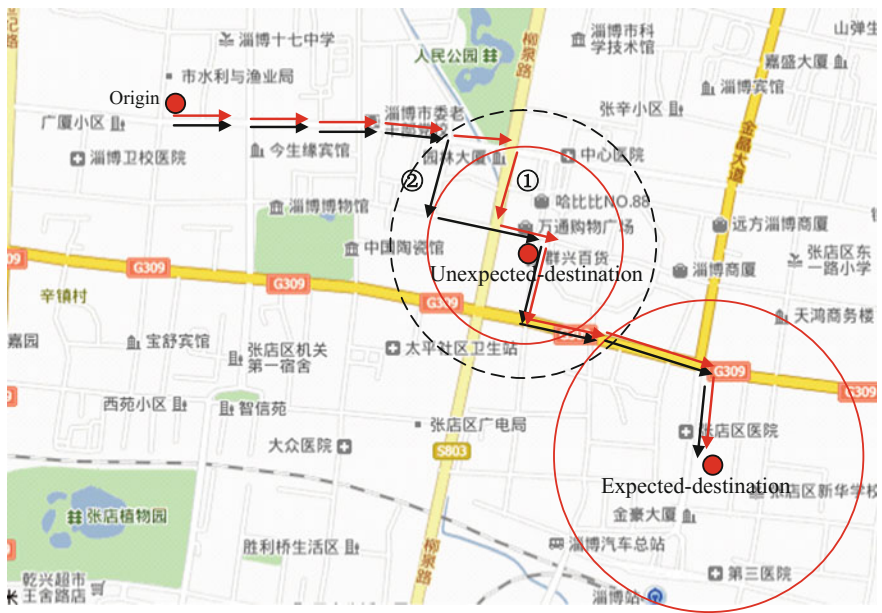 淄博十七中学
人民公园
柳泉路
淄博市科
学技术馆
山弹生
嘉盛大厦
市水利与渔业局
淄博宾馆
Origin
广厦小区
淄博市委老
张辛小区
金晶大道
淄博卫校医院
今生缘宾馆
园林大厦
中心医院
②
①
哈比比NO.88
淄博博物馆
万通购物广场
远方淄博商厦
中国陶瓷馆
群兴百货
张店区东
一路小学
G309
Unexpected-destination
淄博商厦
辛镇村
G309
G309
天鸿商务楼
嘉园
宝舒宾馆
张店区机关
第一宿舍
太平社区卫生站
G309
G309
西苑小区
智信苑
张店区广电局
张店区医院
大众医院
S803
Expected-destination
张店区新华学校
张店植物园
金豪大厦
胜利桥生活区
柳泉路
淄博汽车总站
乾兴超市
王舍路店
第三医院
淄博站